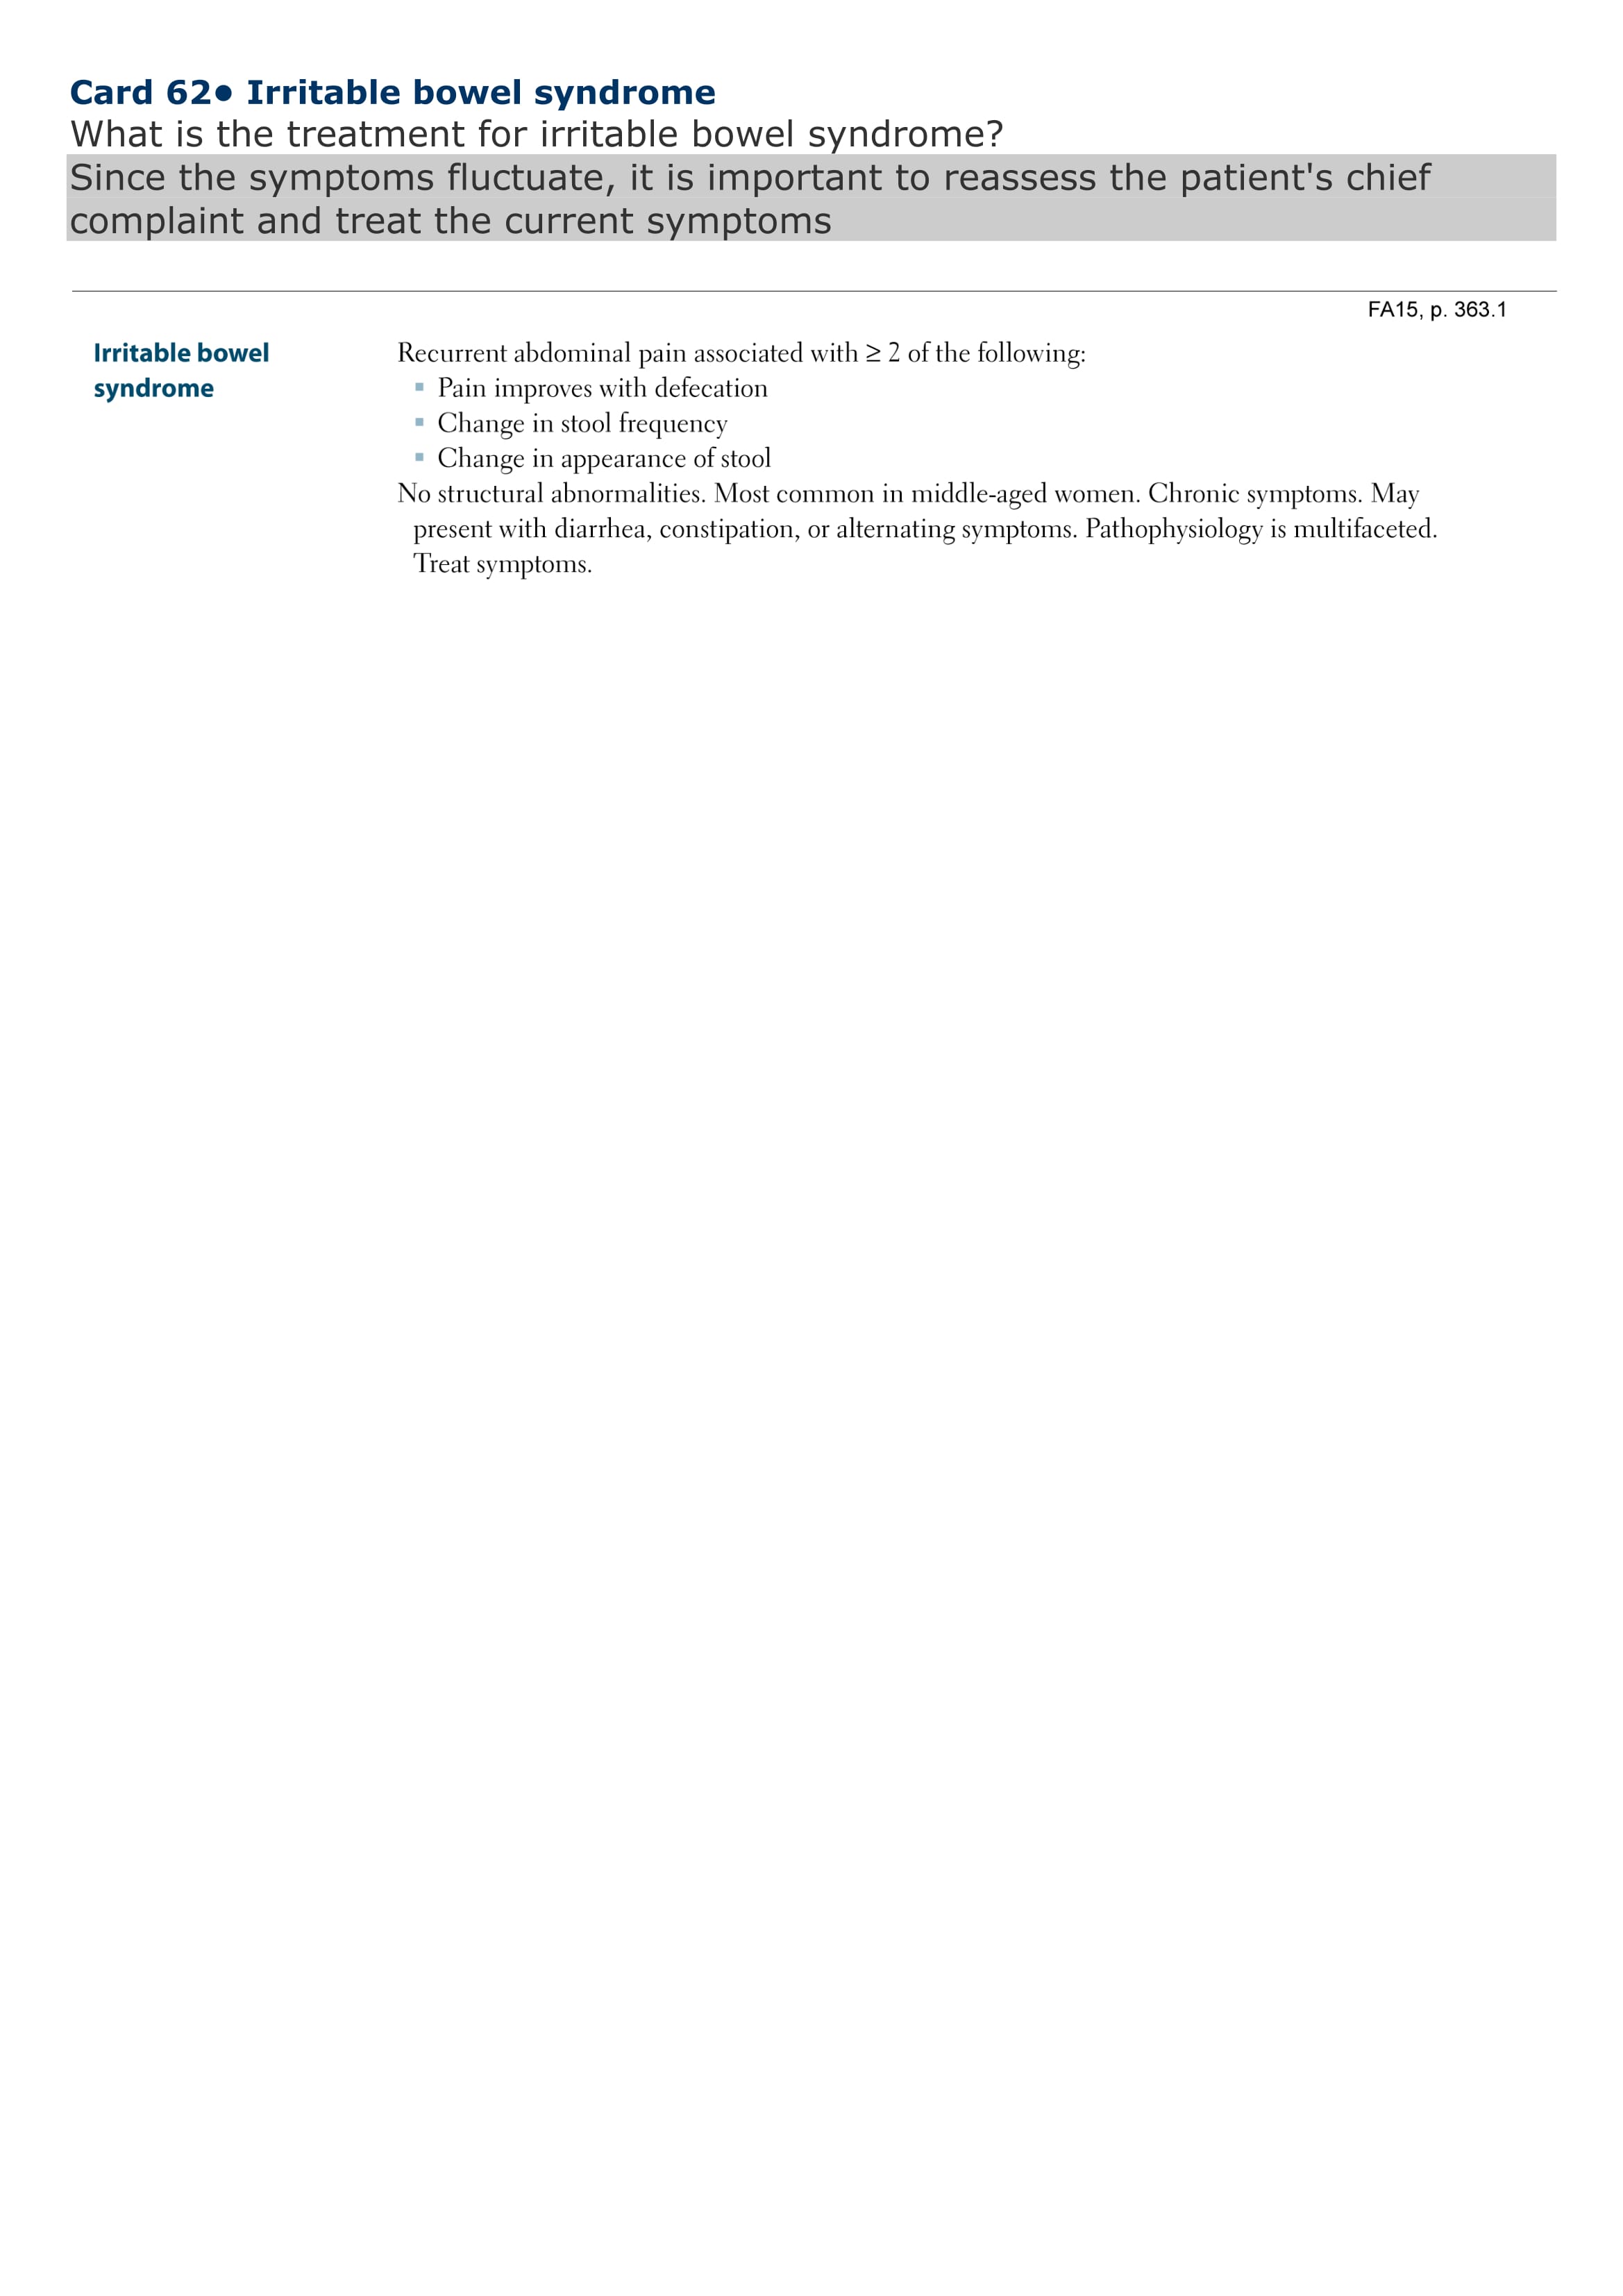 Card 62• Irritable bowel syndrome
What is the treatment for irritable bowel syndrome?
Since the symptoms fluctuate, it is important to reassess the patient's chief
complaint and treat the current symptoms
FA15, p. 363.1
Irritable bowel
syndrome
Recurrent abdominal pain associated with ≥ 2 of the following:
▪ Pain improves with defecation
▪ Change in stool frequency
▪ Change in appearance of stool
No structural abnormalities. Most common in middle-aged women. Chronic symptoms. May
present with diarrhea, constipation, or alternating symptoms. Pathophysiology is multifaceted.
Treat symptoms.